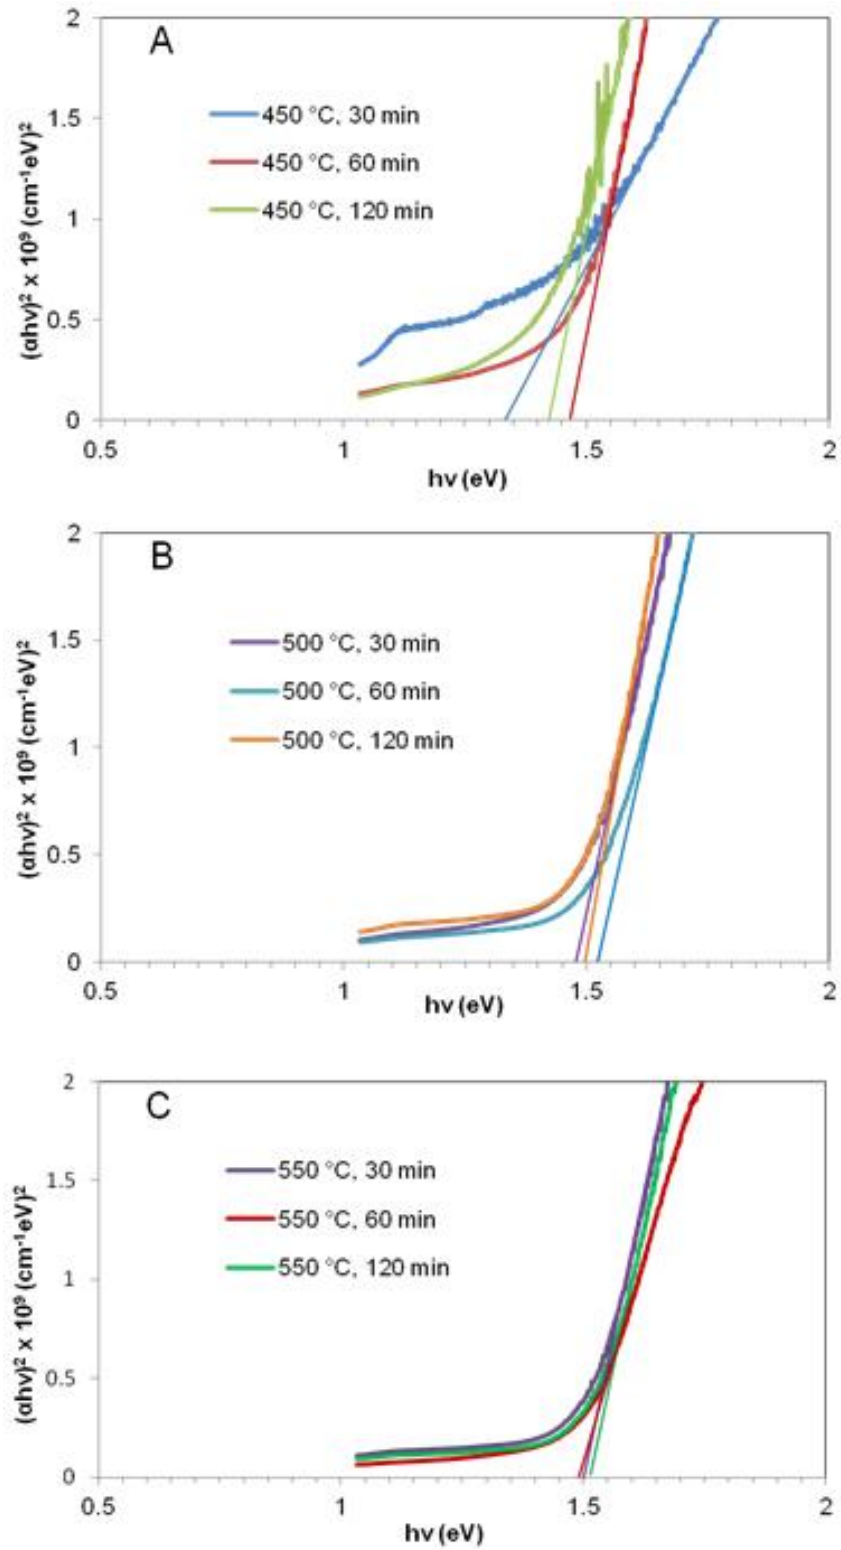 A
2
1.5
1
0.5
0
(αhν)² x 10⁹ (cm⁻¹eV)²
450 °C, 30 min
450 °C, 60 min
450 °C, 120 min
0.5 1 1.5 2
hν (eV)
B
2
1.5
1
0.5
0
(αhν)² x 10⁹ (cm⁻¹eV)²
500 °C, 30 min
500 °C, 60 min
500 °C, 120 min
0.5 1 1.5 2
hν (eV)
C
2
1.5
1
0.5
0
(αhν)² x 10⁹ (cm⁻¹eV)²
550 °C, 30 min
550 °C, 60 min
550 °C, 120 min
0.5 1 1.5 2
hν (eV)